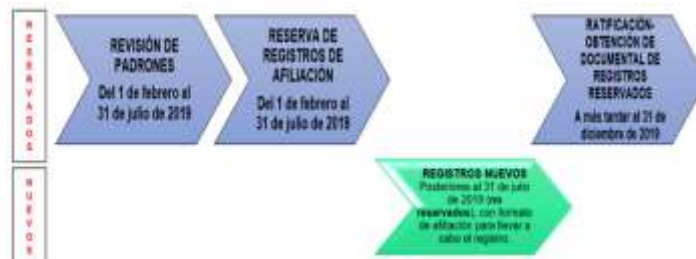 RESERVADOS
REVISIÓN DE
PADRONES
Del 1 de febrero al
31 de julio de 2019
RESERVA DE
REGISTROS DE
AFILIACIÓN
Del 1 de febrero al
31 de julio de 2019
RATIFICACIÓN-
OBTENCIÓN DE
DOCUMENTAL DE
REGISTROS
RESERVADOS
A más tardar el 31 de
diciembre de 2019
NUEVOS
REGISTROS NUEVOS
Posteriores al 31 de julio
de 2019 (no
reservados), con formato
de afiliación para llevar a
cabo el registro.